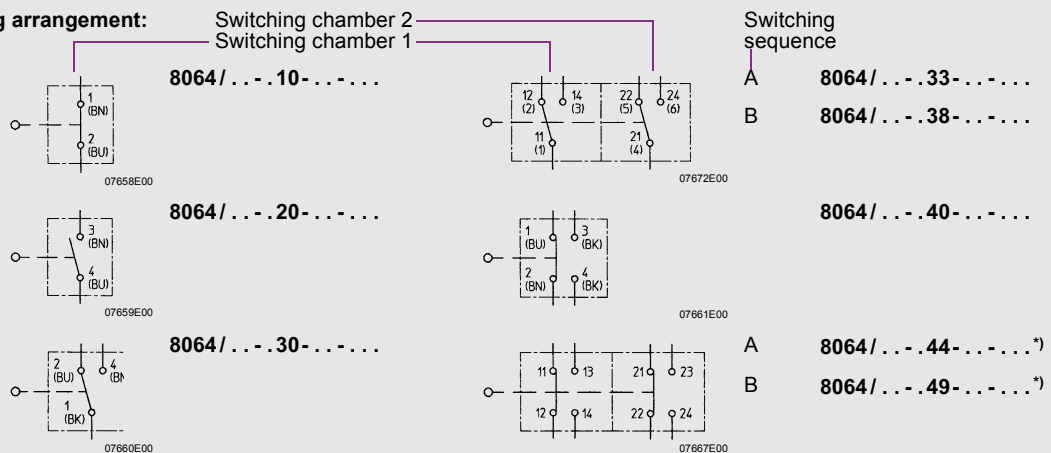 g arrangement: Switching chamber 2 Switching
Switching chamber 1 sequence
8064/ . . - . 10 - . . - . . .
1
(BN)
2
(BU)
07658E00
12 14 22 24
(2) (3) (5) (6)
11 21
(1) (4)
07672E00
A 8064/ . . - . 33 - . . - . . .
B 8064/ . . - . 38 - . . - . . .
8064/ . . - . 20 - . . - . . .
3
(BN)
4
(BU)
07659E00
1 3
(BU) (BK)
2 4
(BN) (BK)
07661E00
8064/ . . - . 40 - . . - . . .
8064/ . . - . 30 - . . - . . .
2 4
(BU)
1
(BK)
07660E00
11 13 21 23
12 14 22 24
07667E00
A 8064/ . . - . 44 - . . - . . . *)
B 8064/ . . - . 49 - . . - . . . *)